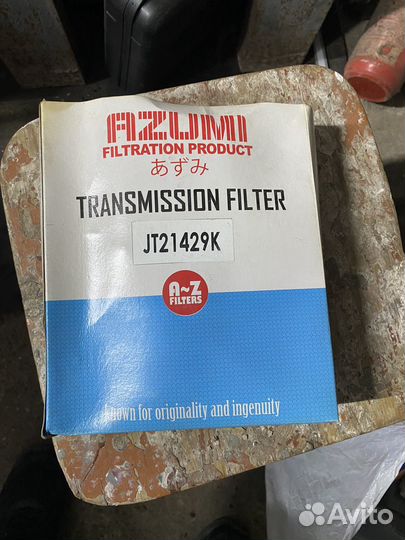 AZUMI
FILTRATION PRODUCT
あずみ
TRANSMISSION FILTER
JT21429K
A~Z
FILTERS
known for originality and ingenuity
Avito